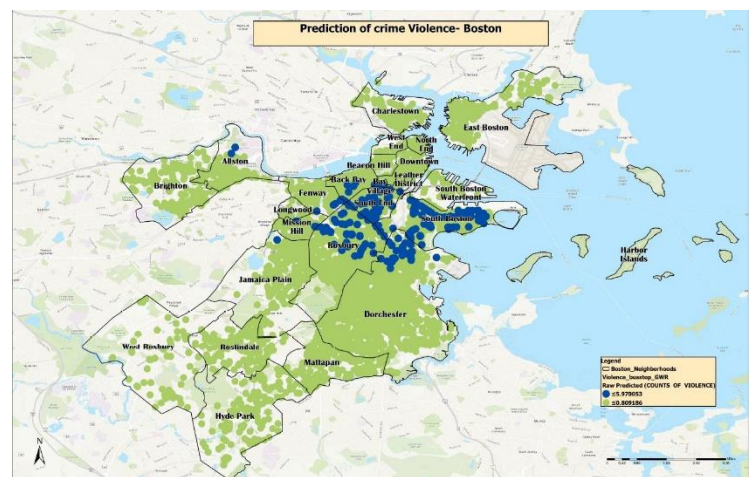 Prediction of crime Violence- Boston
Charlestown
East Boston
West
End
North
End
Beacon Hill
Downtown
Allston
Brighton
Back Bay
Bay
Village
Leather
District
Fenway
South End
South Boston
Waterfront
Longwood
Mission
Hill
South Boston
Roxbury
Harbor
Islands
Jamaica Plain
Dorchester
West Roxbury
Roslindale
Mattapan
Hyde Park
Legend
Boston_Neighborhoods
Violence_busstop_GWR
Raw Predicted (COUNTS OF VIOLENCE)
≤5.978053
≤0.809186
N